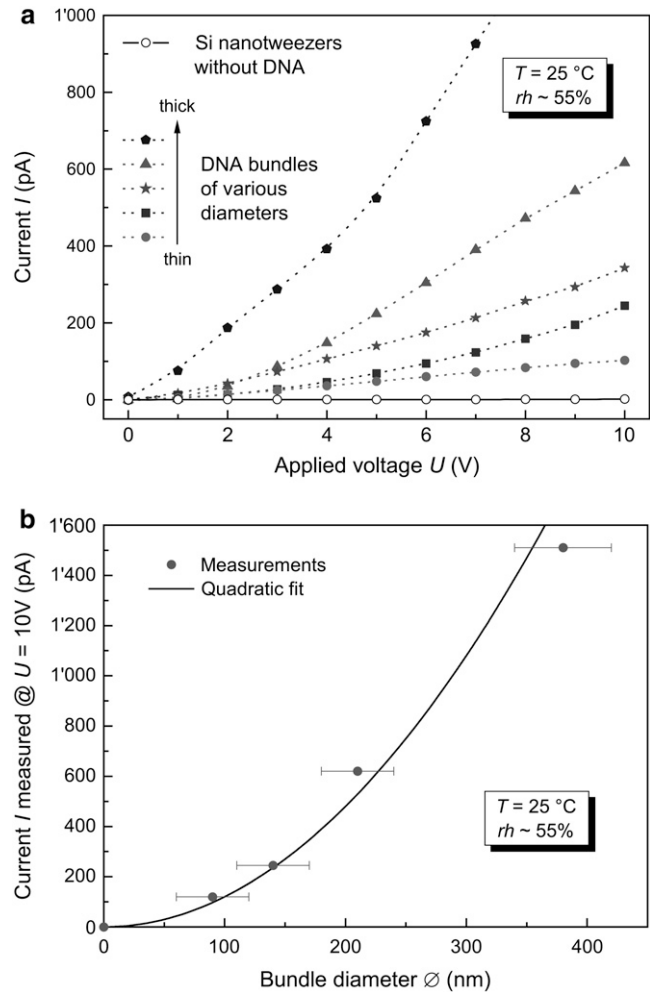 a
1'000
800
600
400
200
0
Current I (pA)
Si nanotweezers
without DNA
thick
thin
DNA bundles
of various
diameters
T = 25 °C
rh ~ 55%
0 2 4 6 8 10
Applied voltage U (V)
b
1'600
1'400
1'200
1'000
800
600
400
200
0
Current I measured @ U = 10V (pA)
Measurements
Quadratic fit
T = 25 °C
rh ~ 55%
0 100 200 300 400
Bundle diameter ∅ (nm)